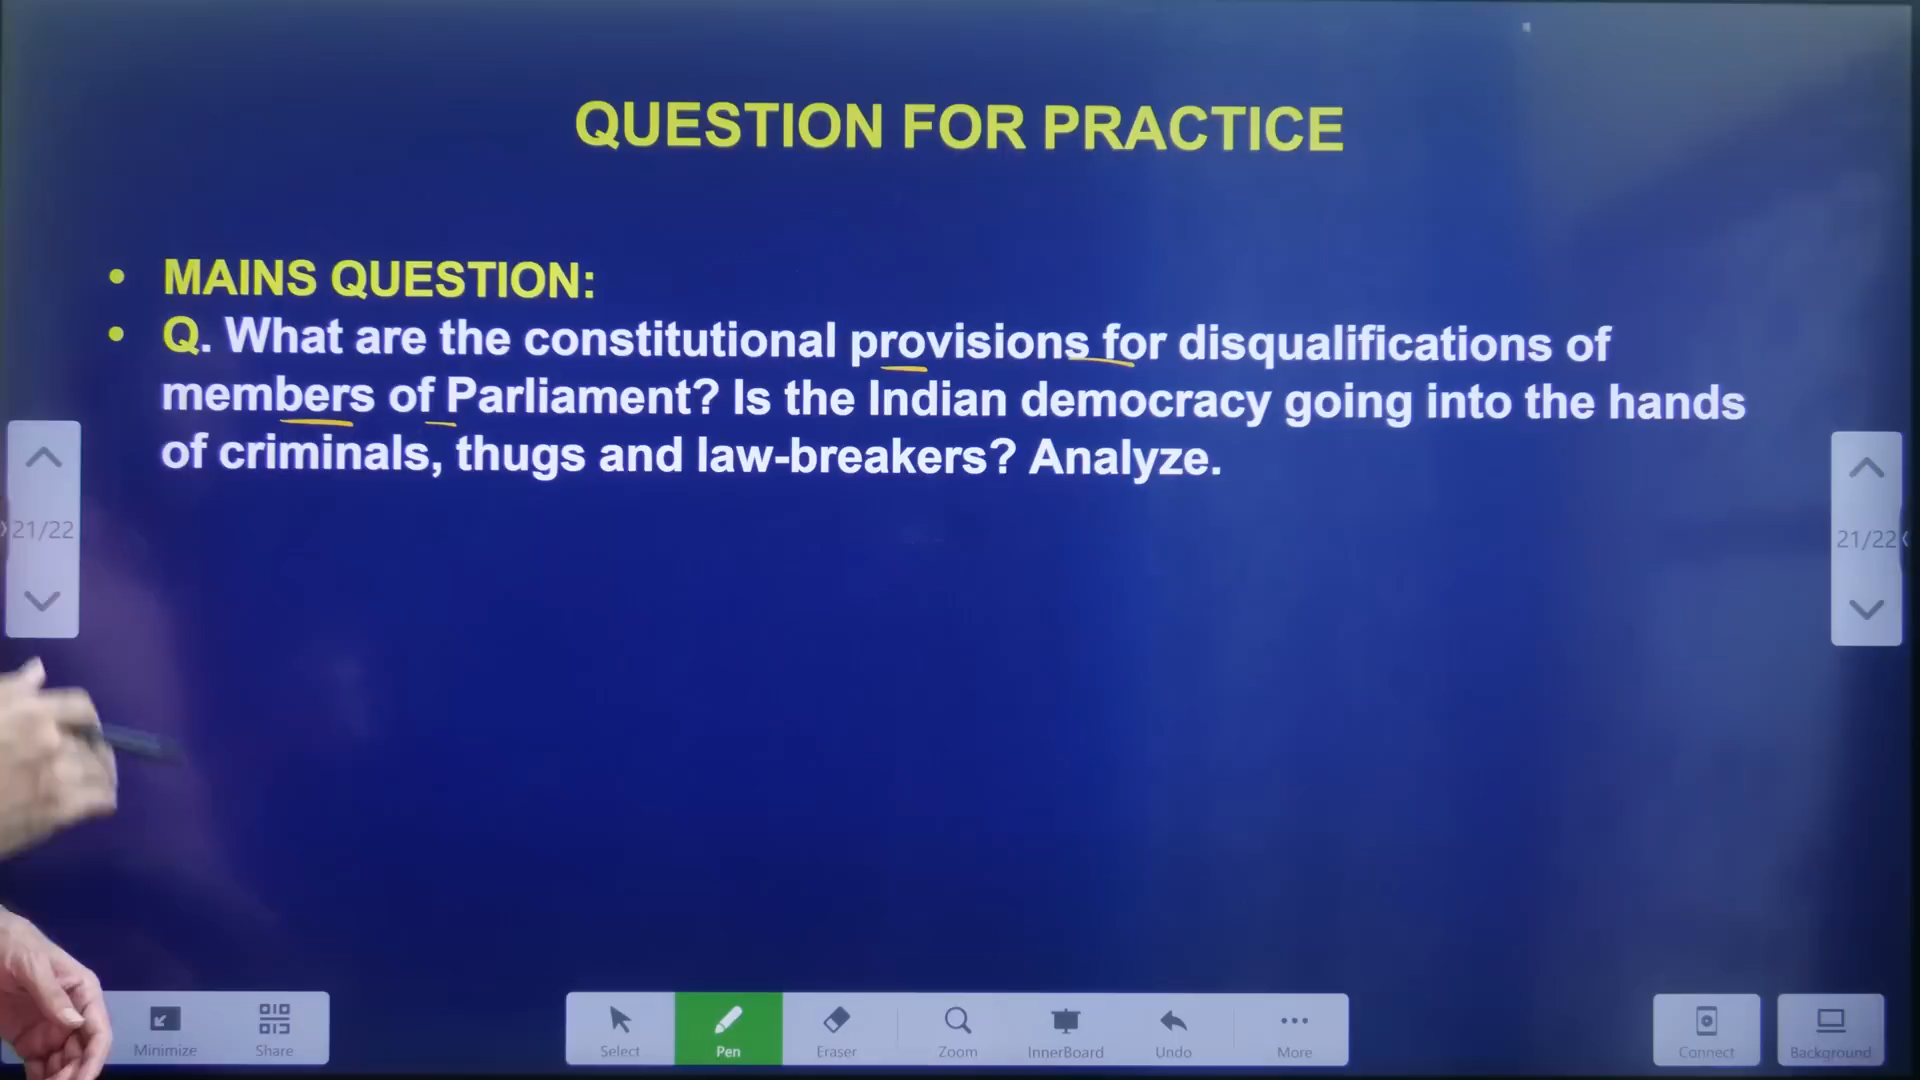 QUESTION FOR PRACTICE
• MAINS QUESTION:
• Q. What are the constitutional provisions for disqualifications of
members of Parliament? Is the Indian democracy going into the hands
of criminals, thugs and law-breakers? Analyze.
21/22
21/22
Minimize
Share
Select
Pen
Eraser
Zoom
InnerBoard
Undo
More
Connect
Background